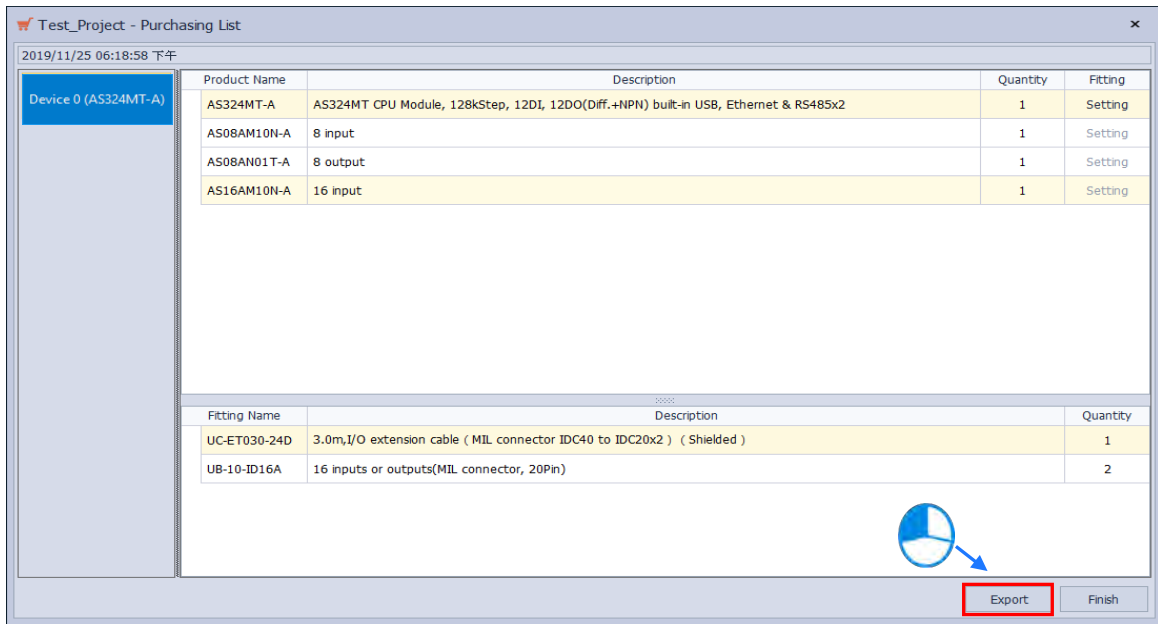 Test_Project - Purchasing List
2019/11/25 06:18:58 下午
Device 0 (AS324MT-A)
Product Name Description Quantity Fitting
AS324MT-A AS324MT CPU Module, 128kStep, 12DI, 12DO(Diff.+NPN) built-in USB, Ethernet & RS485x2 1 Setting
AS08AM10N-A 8 input 1 Setting
AS08AN01T-A 8 output 1 Setting
AS16AM10N-A 16 input 1 Setting
Fitting Name Description Quantity
UC-ET030-24D 3.0m,I/O extension cable ( MIL connector IDC40 to IDC20x2 ) ( Shielded ) 1
UB-10-ID16A 16 inputs or outputs(MIL connector, 20Pin) 2
Export Finish